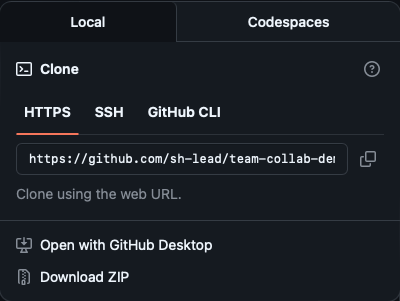 Local Codespaces
Clone
HTTPS SSH GitHub CLI
https://github.com/sh-lead/team-collab-de
Clone using the web URL.
Open with GitHub Desktop
Download ZIP